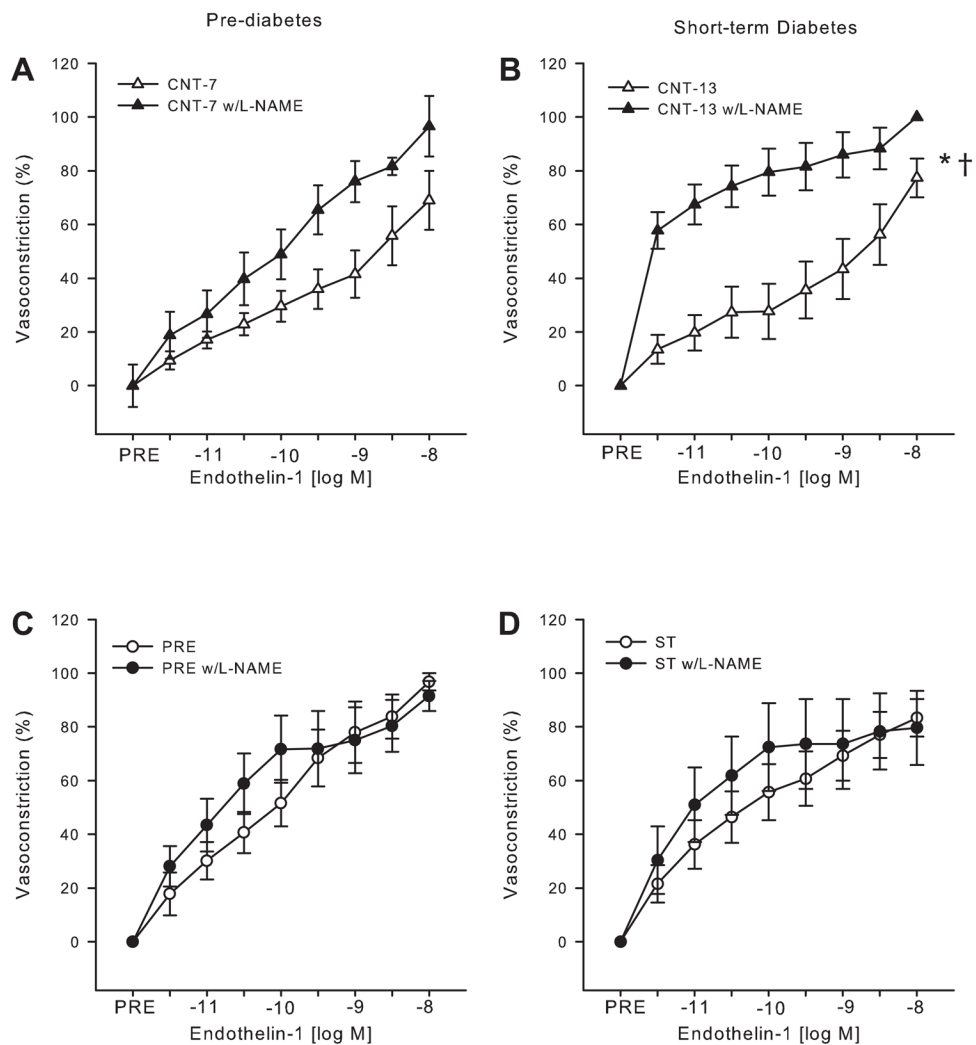 Pre-diabetes
Short-term Diabetes
A
CNT-7
CNT-7 w/L-NAME
Vasoconstriction (%)
120
100
80
60
40
20
0
PRE -11 -10 -9 -8
Endothelin-1 [log M]
B
CNT-13
CNT-13 w/L-NAME
* †
Vasoconstriction (%)
120
100
80
60
40
20
0
PRE -11 -10 -9 -8
Endothelin-1 [log M]
C
PRE
PRE w/L-NAME
Vasoconstriction (%)
120
100
80
60
40
20
0
PRE -11 -10 -9 -8
Endothelin-1 [log M]
D
ST
ST w/L-NAME
Vasoconstriction (%)
120
100
80
60
40
20
0
PRE -11 -10 -9 -8
Endothelin-1 [log M]